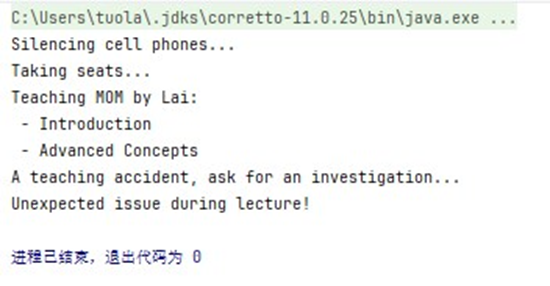 C:\Users\tuola\.jdks\corretto-11.0.25\bin\java.exe ...
Silencing cell phones...
Taking seats...
Teaching MOM by Lai:
 - Introduction
 - Advanced Concepts
A teaching accident, ask for an investigation...
Unexpected issue during lecture!
进程已结束，退出代码为 0